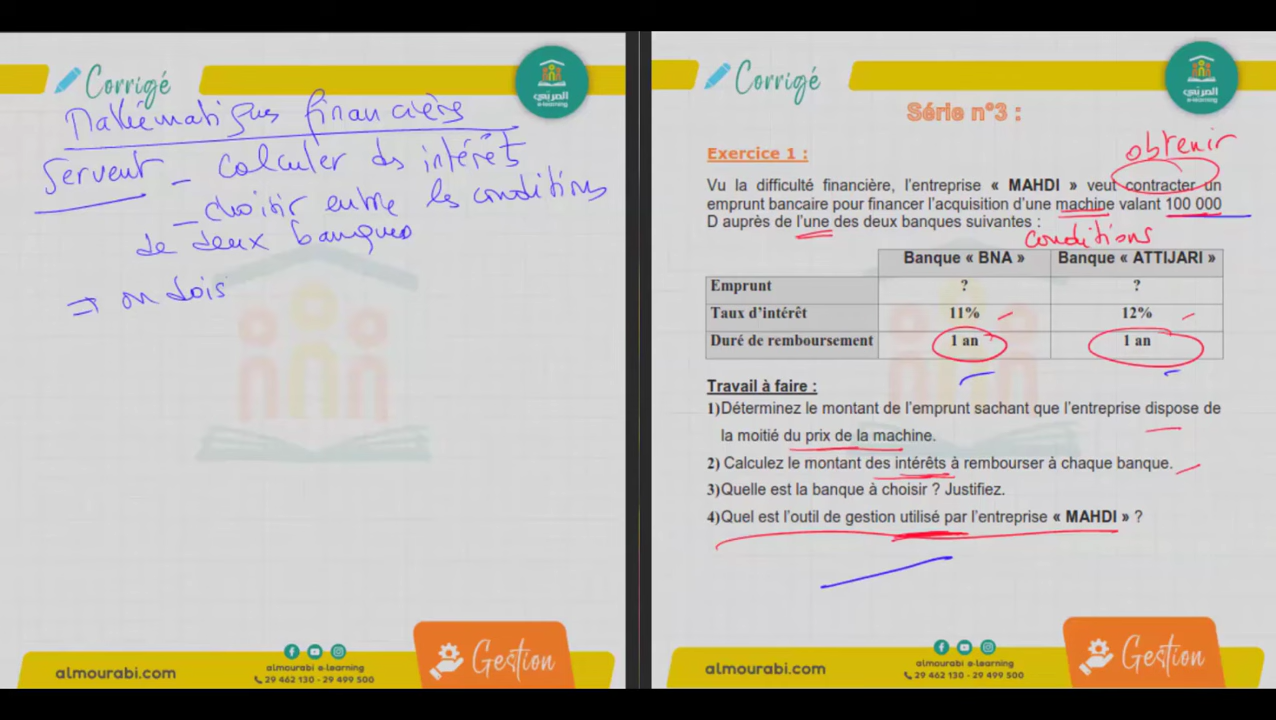 Corrigé
المربّي
e-learning
Mathématiques financières
Servent - calculer des intérêts
- choisir entre les conditions
de deux banques
⇒ on dois
almourabi e-learning
almourabi.com
29 462 130 - 29 499 500
Gestion
Corrigé
المربّي
e-learning
Série n°3 :
Exercice 1 :
obtenir
Vu la difficulté financière, l'entreprise « MAHDI » veut contracter un
emprunt bancaire pour financer l'acquisition d'une machine valant 100 000
D auprès de l'une des deux banques suivantes :
conditions
Banque « BNA » Banque « ATTIJARI »
Emprunt ? ?
Taux d'intérêt 11% 12%
Duré de remboursement 1 an 1 an
Travail à faire :
1)Déterminez le montant de l'emprunt sachant que l'entreprise dispose de
la moitié du prix de la machine.
2) Calculez le montant des intérêts à rembourser à chaque banque.
3)Quelle est la banque à choisir ? Justifiez.
4)Quel est l'outil de gestion utilisé par l'entreprise « MAHDI » ?
almourabi e-learning
almourabi.com
29 462 130 - 29 499 500
Gestion